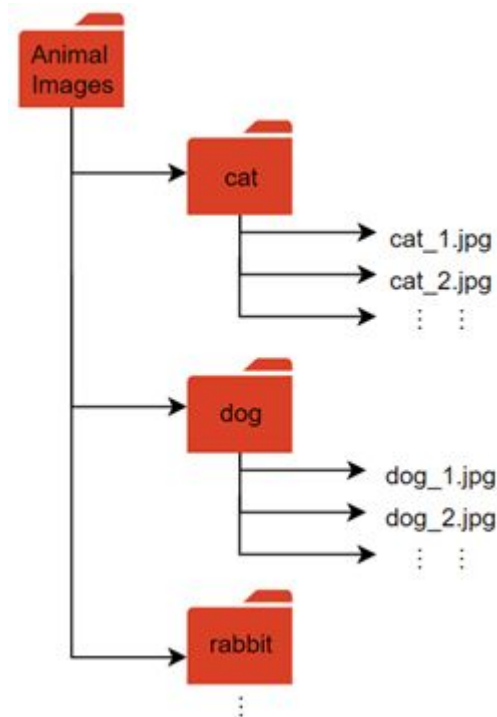 Animal
Images
cat
cat_1.jpg
cat_2.jpg
dog
dog_1.jpg
dog_2.jpg
rabbit